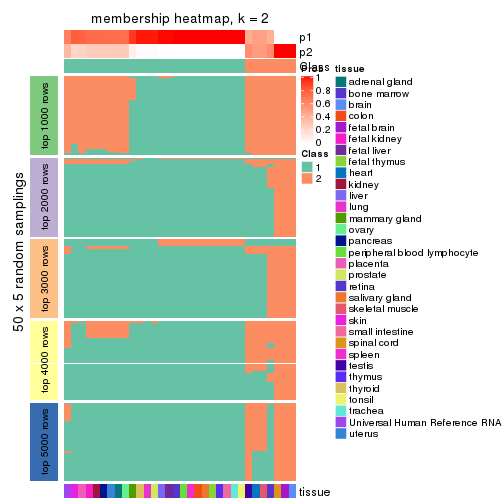 membership heatmap, k = 2
p1
p2
Class
Prob
1
0.8
0.6
0.4
0.2
0
Class
1
2
50 x 5 random samplings
top 1000 rows
top 2000 rows
top 3000 rows
top 4000 rows
top 5000 rows
tissue
tissue
adrenal gland
bone marrow
brain
colon
fetal brain
fetal kidney
fetal liver
fetal thymus
heart
kidney
liver
lung
mammary gland
ovary
pancreas
peripheral blood lymphocyte
placenta
prostate
retina
salivary gland
skeletal muscle
skin
small intestine
spinal cord
spleen
testis
thymus
thyroid
tonsil
trachea
Universal Human Reference RNA
uterus